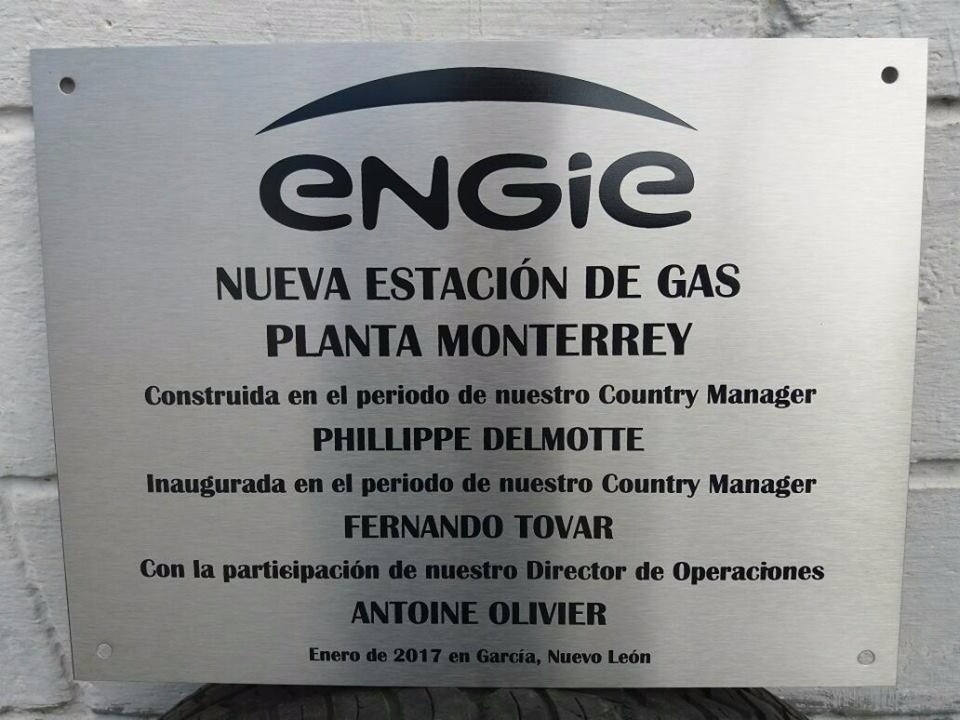 ENGiE
NUEVA ESTACIÓN DE GAS
PLANTA MONTERREY
Construida en el periodo de nuestro Country Manager
PHILLIPPE DELMOTTE
Inaugurada en el periodo de nuestro Country Manager
FERNANDO TOVAR
Con la participación de nuestro Director de Operaciones
ANTOINE OLIVIER
Enero de 2017 en García, Nuevo León